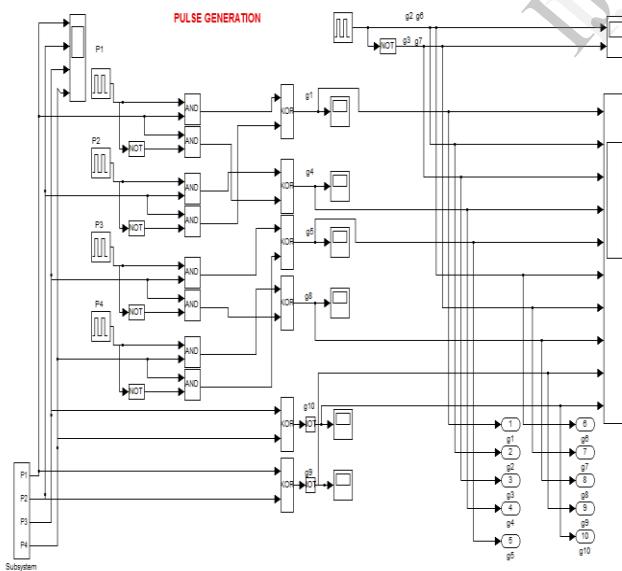 PULSE GENERATION
g2 g6
NOT
g3 g7
P1
AND
XOR
g1
NOT
AND
P2
AND
XOR
g4
NOT
AND
P3
AND
XOR
g5
NOT
AND
P4
AND
XOR
g8
NOT
AND
g10
XOR
NOT
g9
XOR
NOT
1
g1
2
g2
3
g3
4
g4
5
g5
6
g6
7
g7
8
g8
9
g9
10
g10
P1
P2
P3
P4
Subsystem